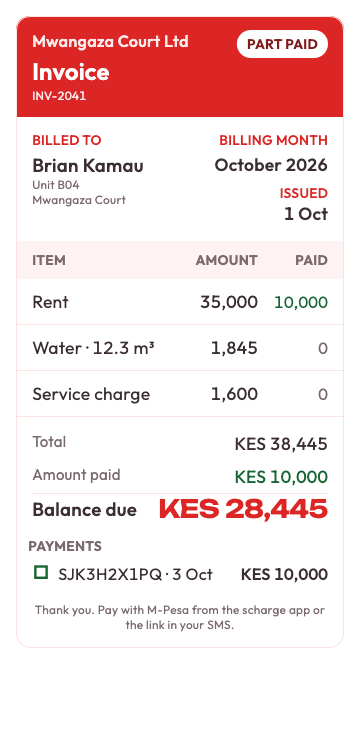 Mwangaza Court Ltd
PART PAID
Invoice
INV-2041
BILLED TO
Brian Kamau
Unit B04
Mwangaza Court
BILLING MONTH
October 2026
ISSUED
1 Oct
ITEM AMOUNT PAID
Rent 35,000 10,000
Water · 12.3 m³ 1,845 0
Service charge 1,600 0
Total KES 38,445
Amount paid KES 10,000
Balance due KES 28,445
PAYMENTS
SJK3H2X1PQ · 3 Oct KES 10,000
Thank you. Pay with M-Pesa from the scharge app or
the link in your SMS.